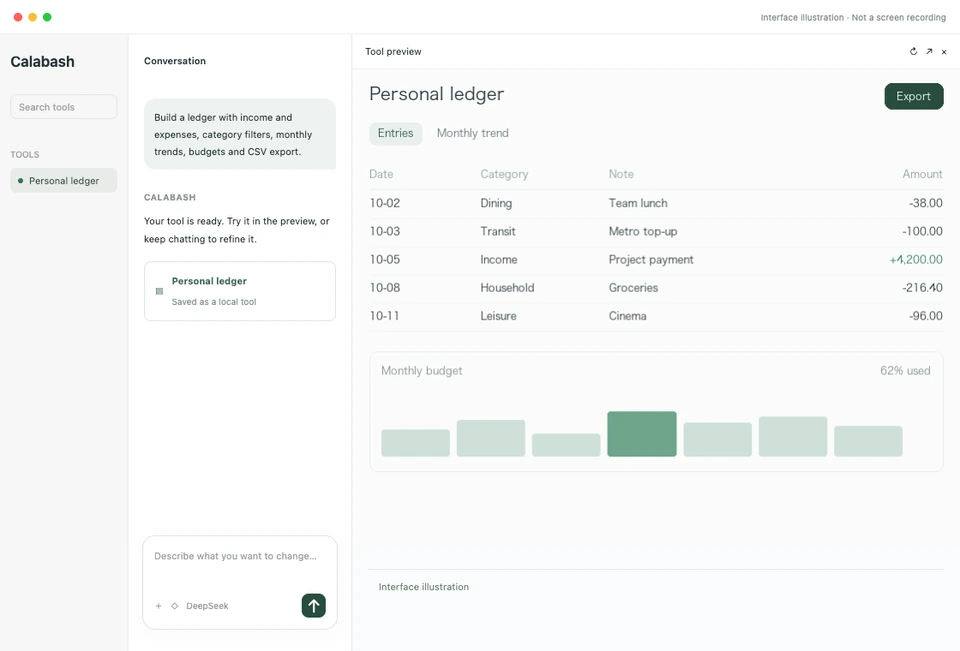 Interface illustration · Not a screen recording
Calabash
Search tools
TOOLS
Personal ledger
Conversation
Build a ledger with income and
expenses, category filters, monthly
trends, budgets and CSV export.
CALABASH
Your tool is ready. Try it in the preview, or
keep chatting to refine it.
Personal ledger
Saved as a local tool
Describe what you want to change...
DeepSeek
Tool preview
Personal ledger
Export
Entries Monthly trend
Date Category Note Amount
10-02 Dining Team lunch -38.00
10-03 Transit Metro top-up -100.00
10-05 Income Project payment +4,200.00
10-08 Household Groceries -216.40
10-11 Leisure Cinema -96.00
Monthly budget 62% used
Interface illustration